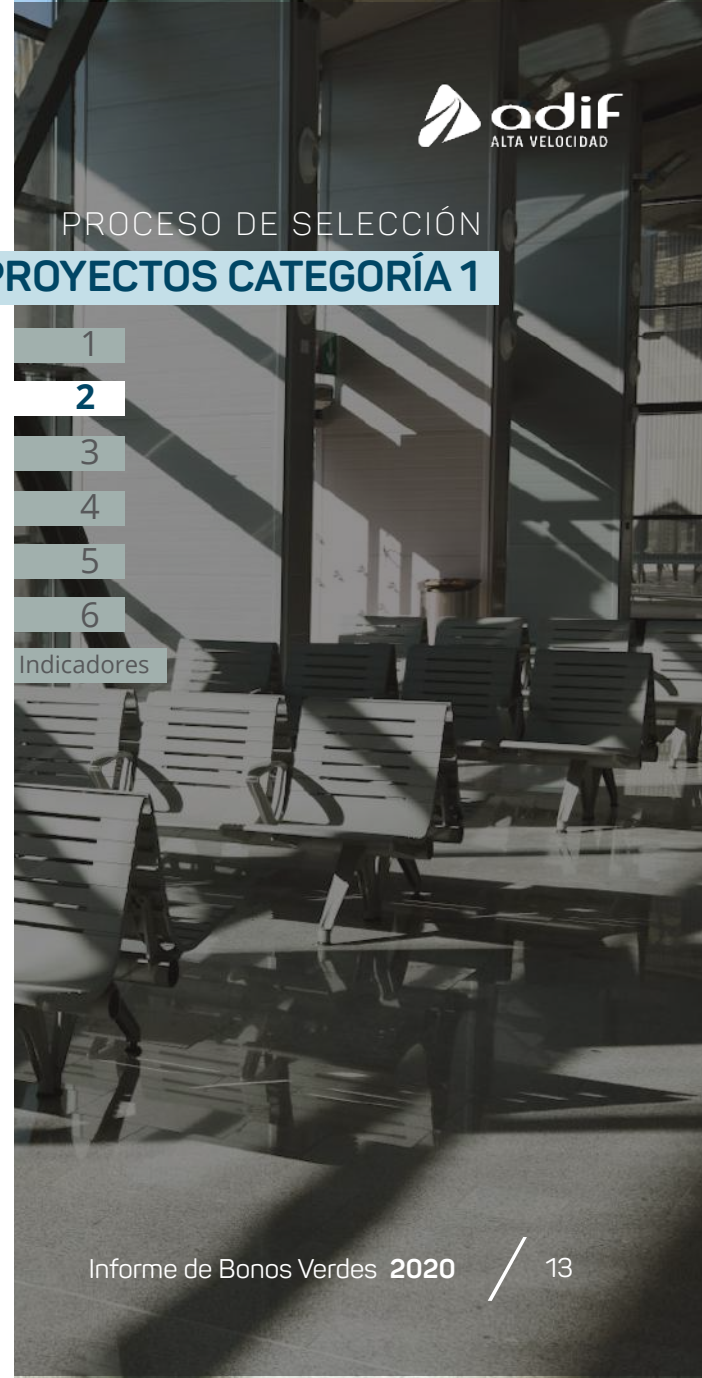 adif
ALTA VELOCIDAD
PROCESO DE SELECCIÓN
PROYECTOS CATEGORÍA 1
1
2
3
4
5
6
Indicadores
Informe de Bonos Verdes 2020
13